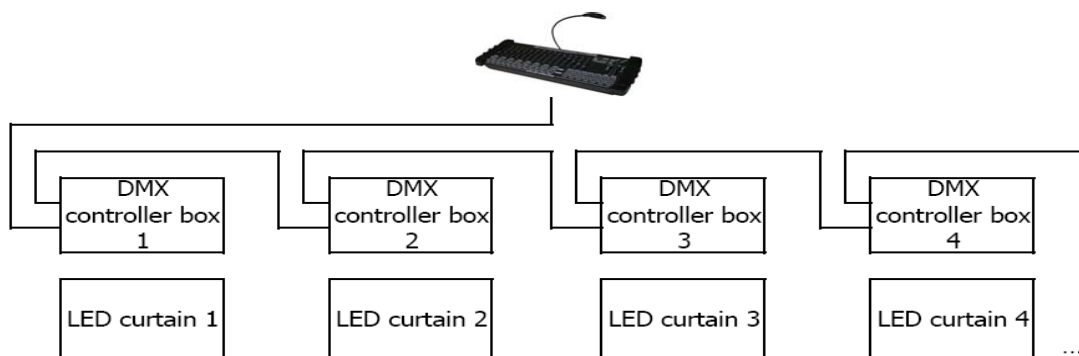 DMX
controller box
1
DMX
controller box
2
DMX
controller box
3
DMX
controller box
4
LED curtain 1
LED curtain 2
LED curtain 3
LED curtain 4
...